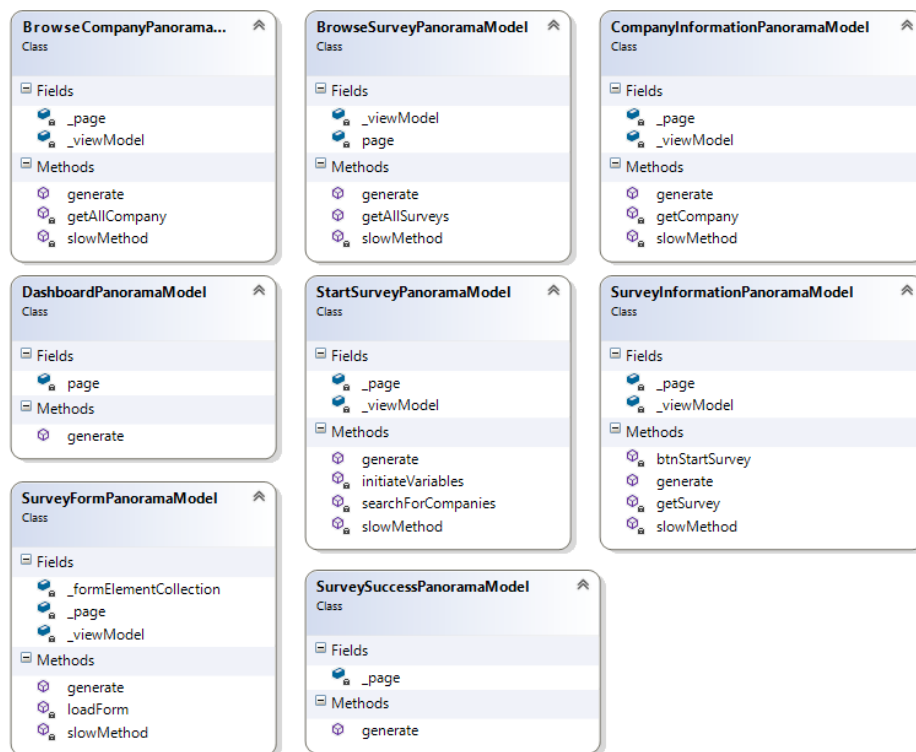 BrowseCompanyPanorama...
Class
Fields
_page
_viewModel
Methods
generate
getAllCompany
slowMethod
BrowseSurveyPanoramaModel
Class
Fields
_viewModel
page
Methods
generate
getAllSurveys
slowMethod
CompanyInformationPanoramaModel
Class
Fields
_page
_viewModel
Methods
generate
getCompany
slowMethod
DashboardPanoramaModel
Class
Fields
page
Methods
generate
StartSurveyPanoramaModel
Class
Fields
_page
_viewModel
Methods
generate
initiateVariables
searchForCompanies
slowMethod
SurveyInformationPanoramaModel
Class
Fields
_page
_viewModel
Methods
btnStartSurvey
generate
getSurvey
slowMethod
SurveyFormPanoramaModel
Class
Fields
_formElementCollection
_page
_viewModel
Methods
generate
loadForm
slowMethod
SurveySuccessPanoramaModel
Class
Fields
_page
Methods
generate